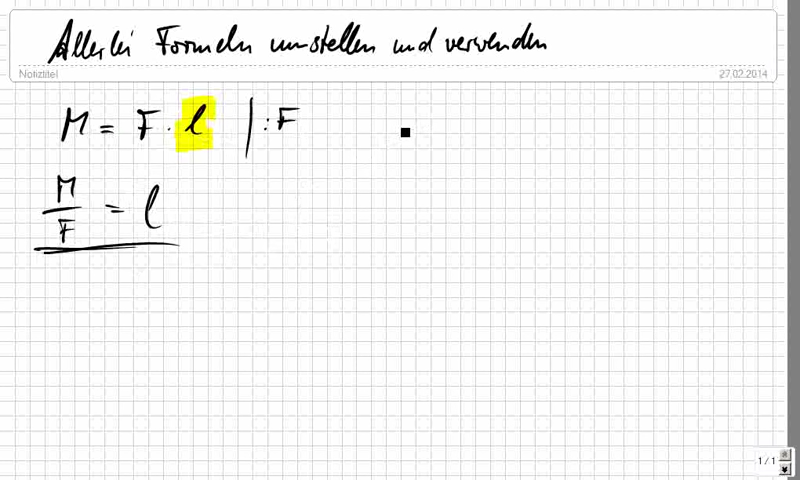 Allerlei Formeln umstellen und verwenden
Notiztitel 27.02.2014
M = F · l | : F
M/F = l
1 / 1